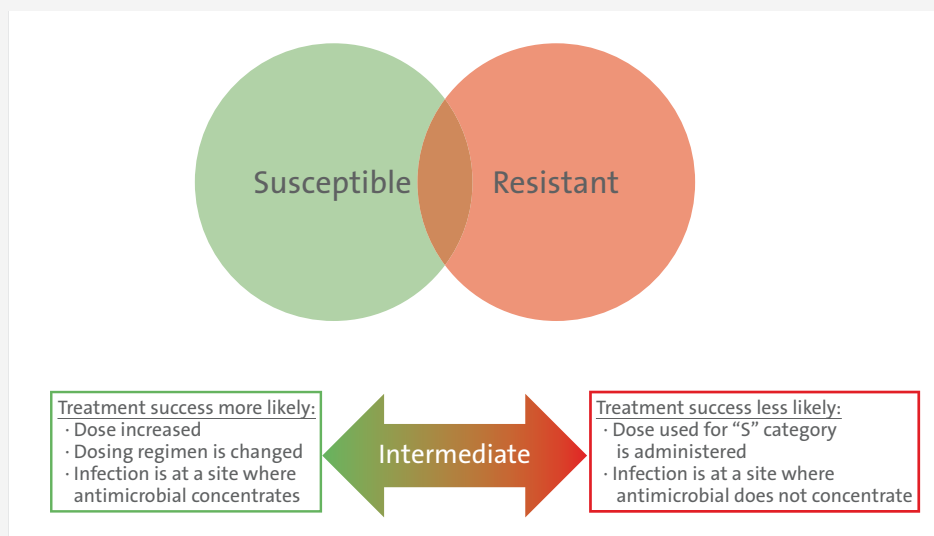 Susceptible
Resistant
Treatment success more likely:
· Dose increased
· Dosing regimen is changed
· Infection is at a site where
antimicrobial concentrates
Intermediate
Treatment success less likely:
· Dose used for “S” category
is administered
· Infection is at a site where
antimicrobial does not concentrate